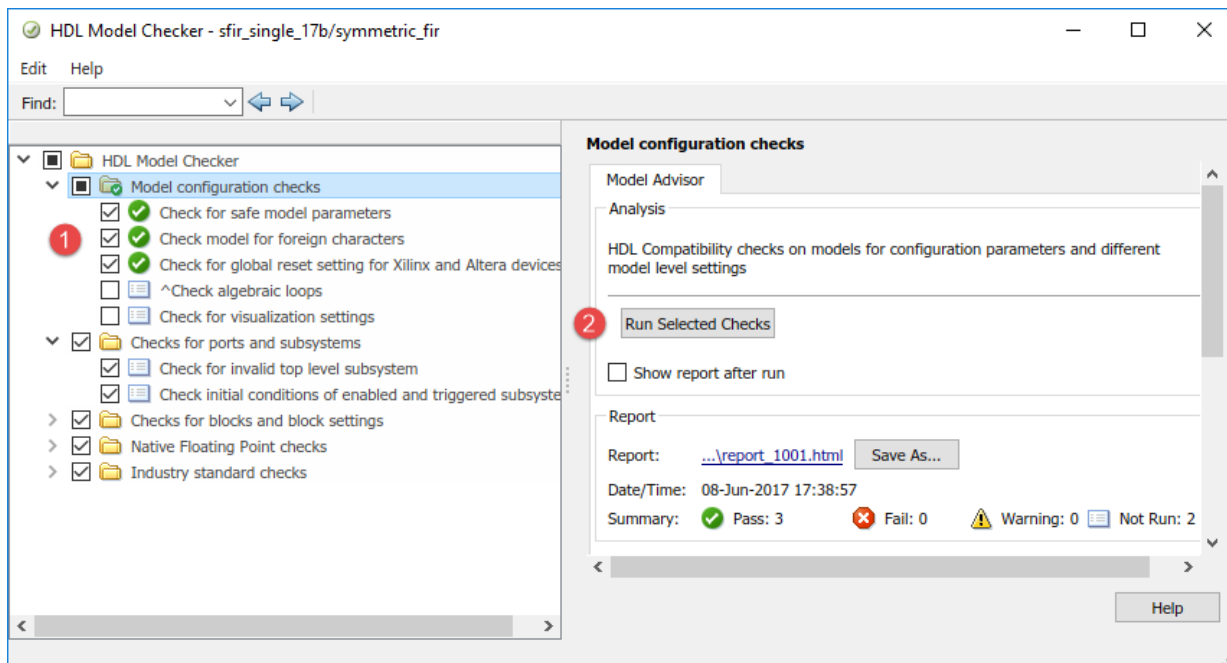 HDL Model Checker - sfir_single_17b/symmetric_fir
Edit Help
Find:
HDL Model Checker
Model configuration checks
1
Check for safe model parameters
Check model for foreign characters
Check for global reset setting for Xilinx and Altera devices
^Check algebraic loops
Check for visualization settings
Checks for ports and subsystems
Check for invalid top level subsystem
Check initial conditions of enabled and triggered subsyste
Checks for blocks and block settings
Native Floating Point checks
Industry standard checks
Model configuration checks
Model Advisor
Analysis
HDL Compatibility checks on models for configuration parameters and different
model level settings
2 Run Selected Checks
Show report after run
Report
Report: ...\report_1001.html Save As...
Date/Time: 08-Jun-2017 17:38:57
Summary: Pass: 3 Fail: 0 Warning: 0 Not Run: 2
Help